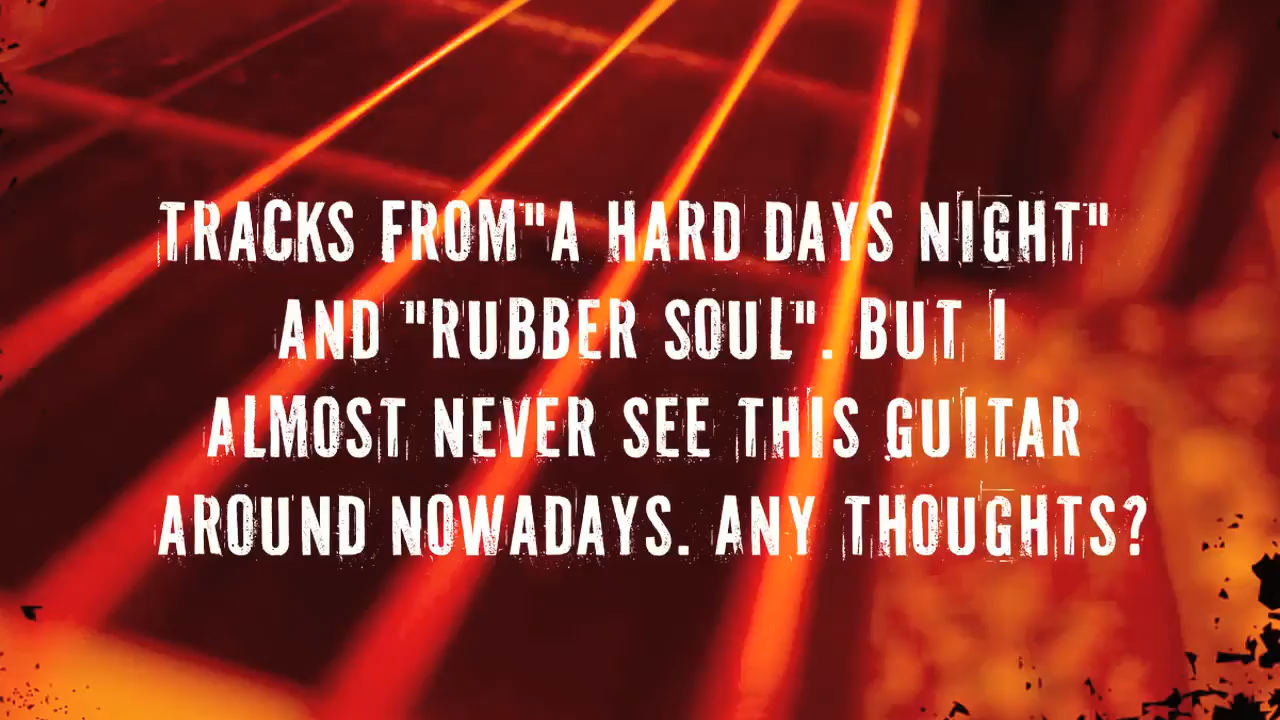 TRACKS FROM"A HARD DAYS NIGHT"
AND "RUBBER SOUL". BUT I
ALMOST NEVER SEE THIS GUITAR
AROUND NOWADAYS. ANY THOUGHTS?